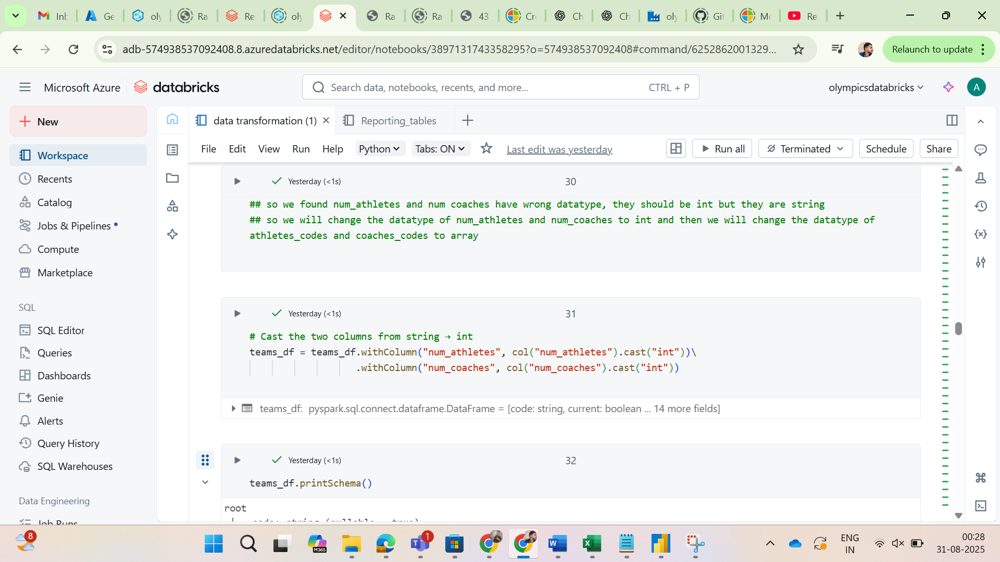 Inb
Ge
oly
Ra
Re
oly
Ra
Ra
43
Cre
Ch
Ch
oly
Git
Mo
Re
adb-574938537092408.8.azuredatabricks.net/editor/notebooks/3897131743358295?o=574938537092408#command/6252862001329...
Relaunch to update
Microsoft Azure
databricks
Search data, notebooks, recents, and more...
CTRL + P
olympicsdatabricks
A
New
data transformation (1)
Reporting_tables
Workspace
Recents
Catalog
Jobs & Pipelines
Compute
Marketplace
SQL
SQL Editor
Queries
Dashboards
Genie
Alerts
Query History
SQL Warehouses
Data Engineering
Job Runs
File Edit View Run Help Python Tabs: ON Last edit was yesterday
Run all
Terminated
Schedule
Share
Yesterday (<1s)
30
## so we found num_athletes and num coaches have wrong datatype, they should be int but they are string
## so we will change the datatype of num_athletes and num_coaches to int and then we will change the datatype of
athletes_codes and coaches_codes to array
Yesterday (<1s)
31
# Cast the two columns from string → int
teams_df = teams_df.withColumn("num_athletes", col("num_athletes").cast("int"))\
.withColumn("num_coaches", col("num_coaches").cast("int"))
teams_df: pyspark.sql.connect.dataframe.DataFrame = [code: string, current: boolean ... 14 more fields]
Yesterday (<1s)
32
teams_df.printSchema()
root
|-- code: string (nullable = true)
8
M365
1
ENG
IN
00:28
31-08-2025